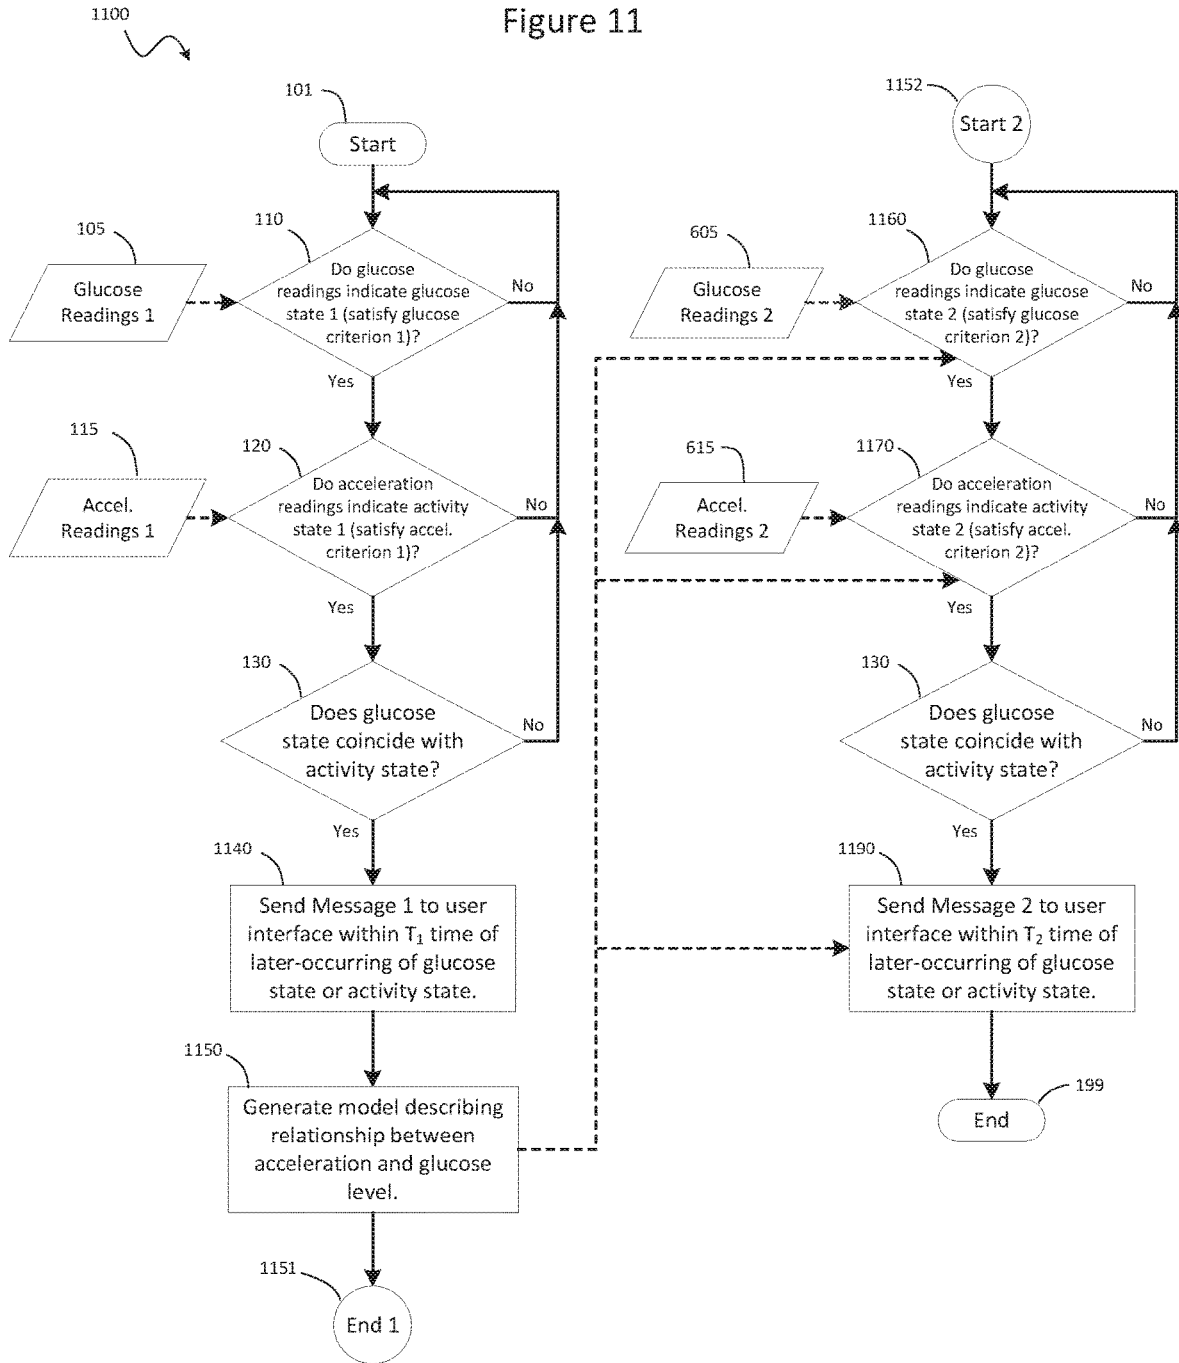 Figure 11
1100
101
Start
105
Glucose
Readings 1
110
Do glucose
readings indicate glucose
state 1 (satisfy glucose
criterion 1)?
No
Yes
115
Accel.
Readings 1
120
Do acceleration
readings indicate activity
state 1 (satisfy accel.
criterion 1)?
No
Yes
130
Does glucose
state coincide with
activity state?
No
Yes
1140
Send Message 1 to user
interface within T₁ time of
later-occurring of glucose
state or activity state.
1150
Generate model describing
relationship between
acceleration and glucose
level.
1151
End 1
1152
Start 2
605
Glucose
Readings 2
1160
Do glucose
readings indicate glucose
state 2 (satisfy glucose
criterion 2)?
No
Yes
615
Accel.
Readings 2
1170
Do acceleration
readings indicate activity
state 2 (satisfy accel.
criterion 2)?
No
Yes
130
Does glucose
state coincide with
activity state?
No
Yes
1190
Send Message 2 to user
interface within T₂ time of
later-occurring of glucose
state or activity state.
199
End